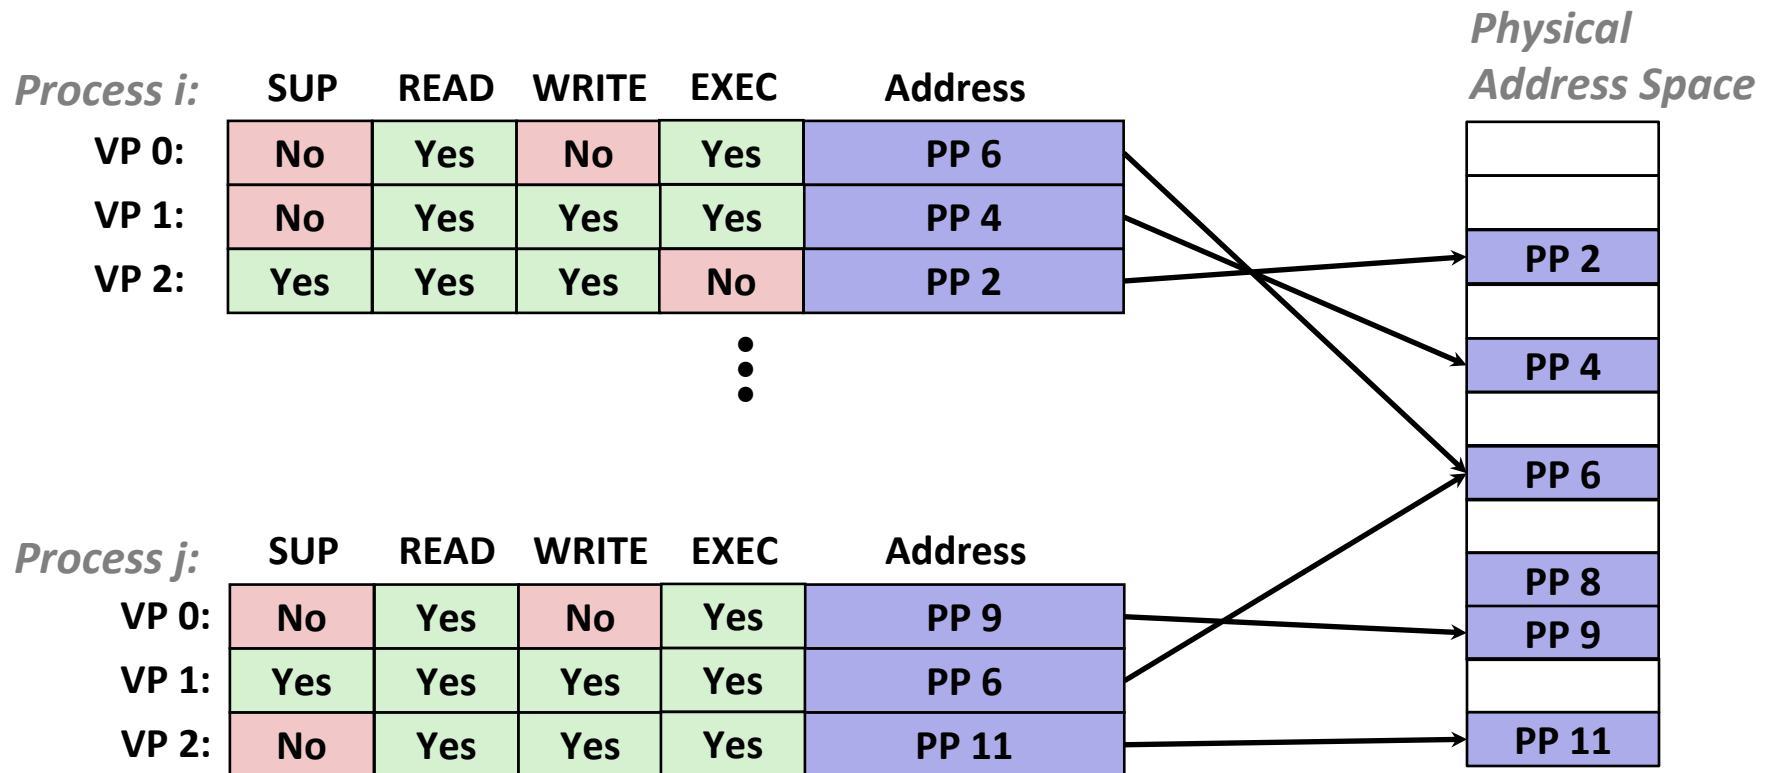 Physical
Address Space
Process i: SUP READ WRITE EXEC Address
VP 0: No Yes No Yes PP 6
VP 1: No Yes Yes Yes PP 4
VP 2: Yes Yes Yes No PP 2
PP 2
PP 4
PP 6
Process j: SUP READ WRITE EXEC Address
VP 0: No Yes No Yes PP 9
VP 1: Yes Yes Yes Yes PP 6
VP 2: No Yes Yes Yes PP 11
PP 8
PP 9
PP 11